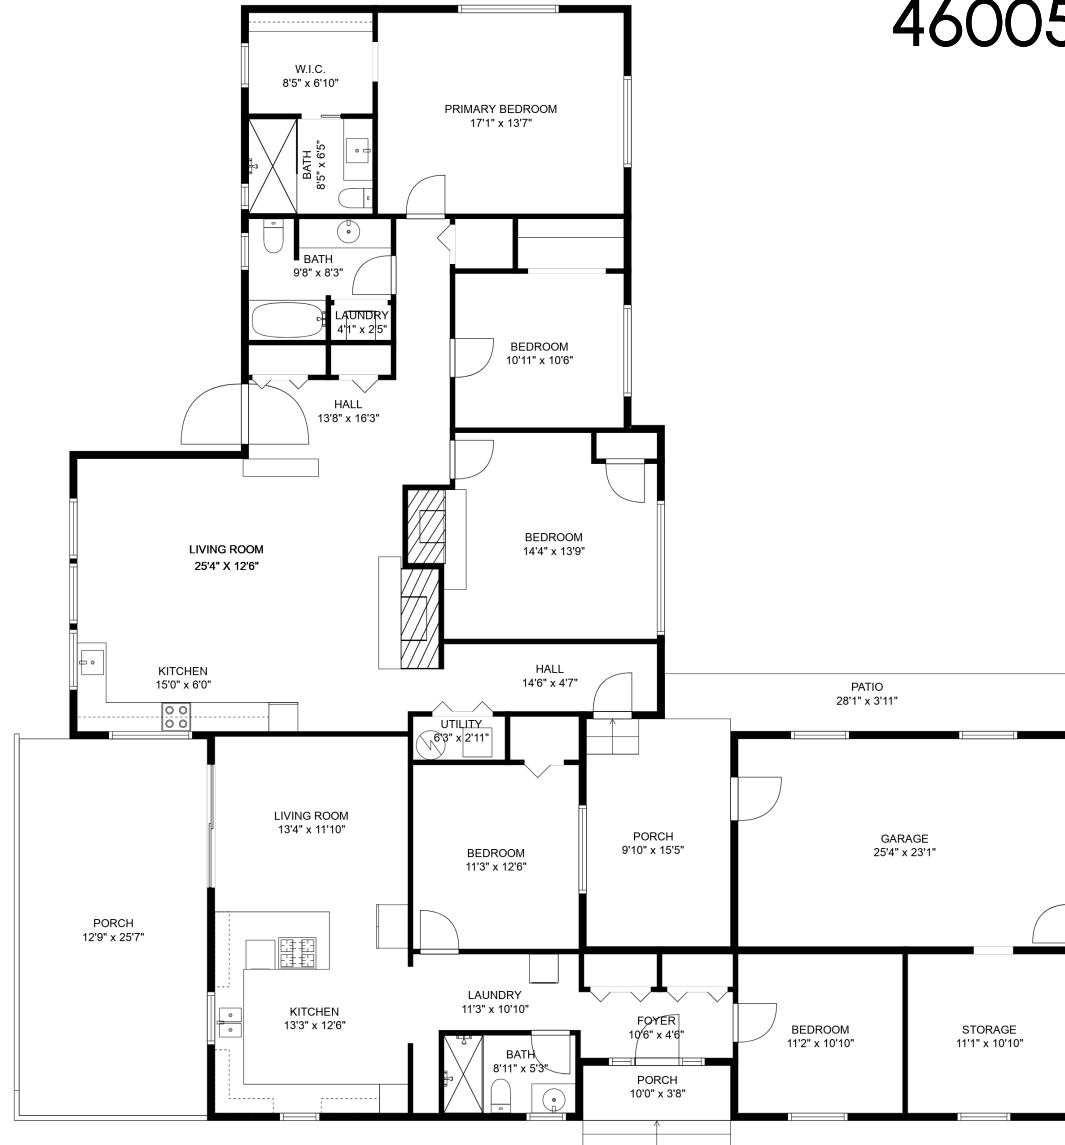 46005
W.I.C.
8'5" x 6'10"
PRIMARY BEDROOM
17'1" x 13'7"
BATH
8'5" x 6'5"
BATH
9'8" x 8'3"
LAUNDRY
4'1" x 2'5"
BEDROOM
10'11" x 10'6"
HALL
13'8" x 16'3"
BEDROOM
14'4" x 13'9"
LIVING ROOM
25'4" X 12'6"
KITCHEN
15'0" x 6'0"
HALL
14'6" x 4'7"
PATIO
28'1" x 3'11"
UTILITY
6'3" x 2'11"
LIVING ROOM
13'4" x 11'10"
BEDROOM
11'3" x 12'6"
PORCH
9'10" x 15'5"
GARAGE
25'4" x 23'1"
PORCH
12'9" x 25'7"
LAUNDRY
11'3" x 10'10"
KITCHEN
13'3" x 12'6"
FOYER
10'6" x 4'6"
BEDROOM
11'2" x 10'10"
STORAGE
11'1" x 10'10"
BATH
8'11" x 5'3"
PORCH
10'0" x 3'8"